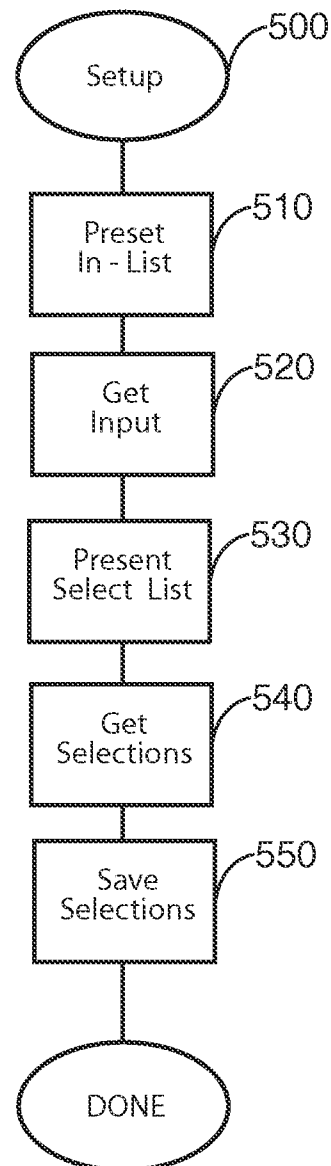 Setup
500
Preset
In - List
510
Get
Input
520
Present
Select List
530
Get
Selections
540
Save
Selections
550
DONE